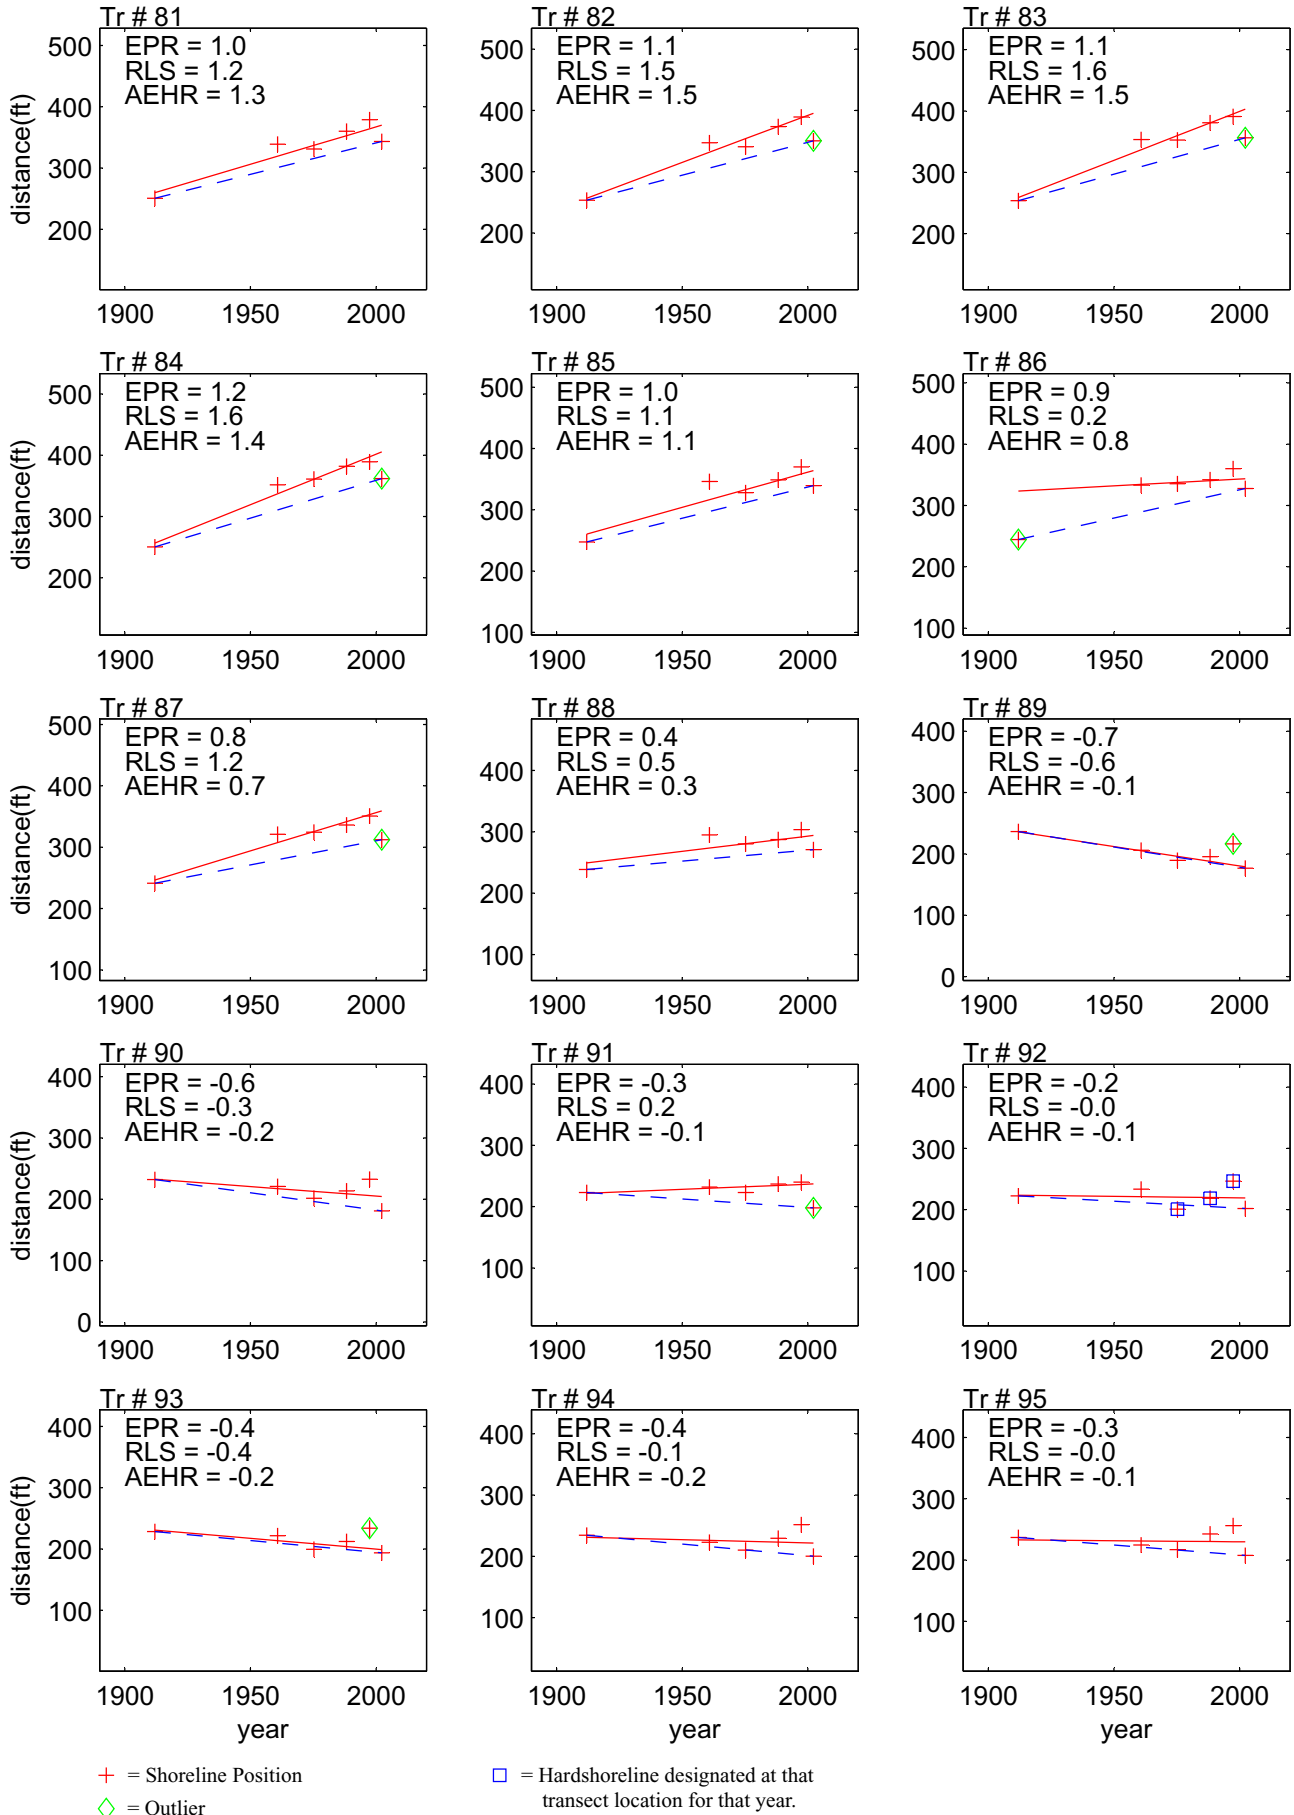 Tr # 81
EPR = 1.0
RLS = 1.2
AEHR = 1.3
500
400
300
200
distance(ft)
1900 1950 2000
Tr # 82
EPR = 1.1
RLS = 1.5
AEHR = 1.5
500
400
300
200
1900 1950 2000
Tr # 83
EPR = 1.1
RLS = 1.6
AEHR = 1.5
500
400
300
200
1900 1950 2000
Tr # 84
EPR = 1.2
RLS = 1.6
AEHR = 1.4
500
400
300
200
distance(ft)
1900 1950 2000
Tr # 85
EPR = 1.0
RLS = 1.1
AEHR = 1.1
500
400
300
200
100
1900 1950 2000
Tr # 86
EPR = 0.9
RLS = 0.2
AEHR = 0.8
500
400
300
200
100
1900 1950 2000
Tr # 87
EPR = 0.8
RLS = 1.2
AEHR = 0.7
500
400
300
200
100
distance(ft)
1900 1950 2000
Tr # 88
EPR = 0.4
RLS = 0.5
AEHR = 0.3
400
300
200
100
1900 1950 2000
Tr # 89
EPR = -0.7
RLS = -0.6
AEHR = -0.1
400
300
200
100
0
1900 1950 2000
Tr # 90
EPR = -0.6
RLS = -0.3
AEHR = -0.2
400
300
200
100
0
distance(ft)
1900 1950 2000
Tr # 91
EPR = -0.3
RLS = 0.2
AEHR = -0.1
400
300
200
100
1900 1950 2000
Tr # 92
EPR = -0.2
RLS = -0.0
AEHR = -0.1
400
300
200
100
1900 1950 2000
Tr # 93
EPR = -0.4
RLS = -0.4
AEHR = -0.2
400
300
200
100
distance(ft)
1900 1950 2000
year
Tr # 94
EPR = -0.4
RLS = -0.1
AEHR = -0.2
400
300
200
100
1900 1950 2000
year
Tr # 95
EPR = -0.3
RLS = -0.0
AEHR = -0.1
400
300
200
100
1900 1950 2000
year
= Shoreline Position
= Outlier
= Hardshoreline designated at that
transect location for that year.